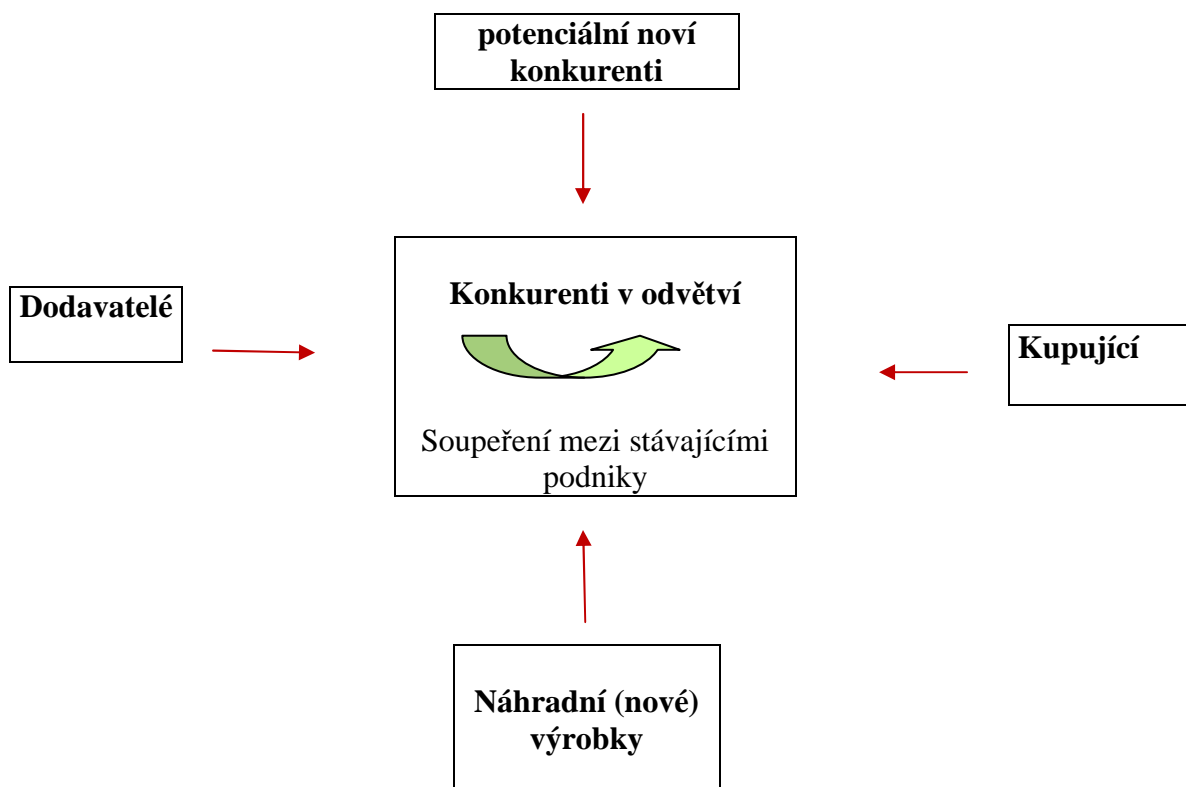 potenciální noví
konkurenti
Dodavatelé
Konkurenti v odvětví
Kupující
Soupeření mezi stávajícími
podniky
Náhradní (nové)
výrobky